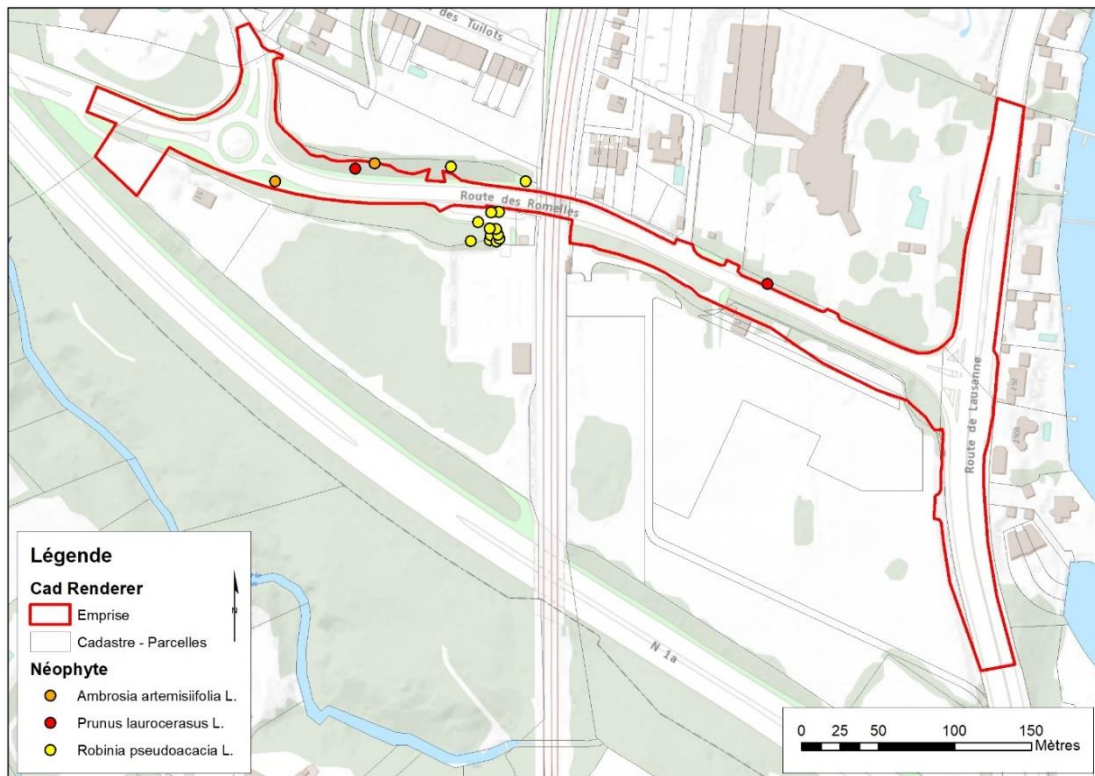 des Tuilots
Route des Romelles
Route de Lausanne
N 1a
Légende
Cad Renderer
Emprise
Cadastre - Parcelles
Néophyte
Ambrosia artemisiifolia L.
Prunus laurocerasus L.
Robinia pseudoacacia L.
0 25 50 100 150
Mètres